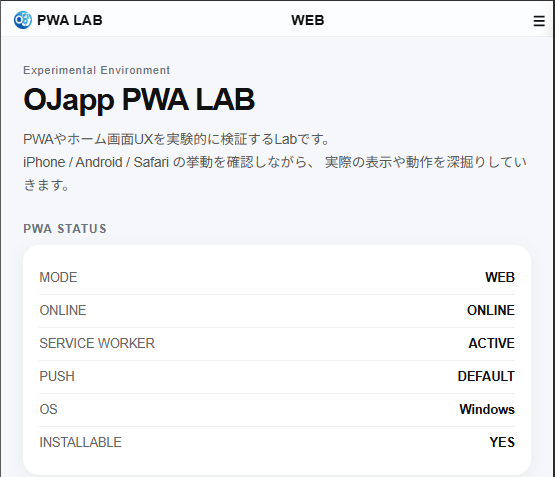 PWA LAB
WEB
Experimental Environment
OJapp PWA LAB
PWAやホーム画面UXを実験的に検証するLabです。
iPhone / Android / Safari の挙動を確認しながら、 実際の表示や動作を深掘りしてい
きます。
PWA STATUS
MODE WEB
ONLINE ONLINE
SERVICE WORKER ACTIVE
PUSH DEFAULT
OS Windows
INSTALLABLE YES